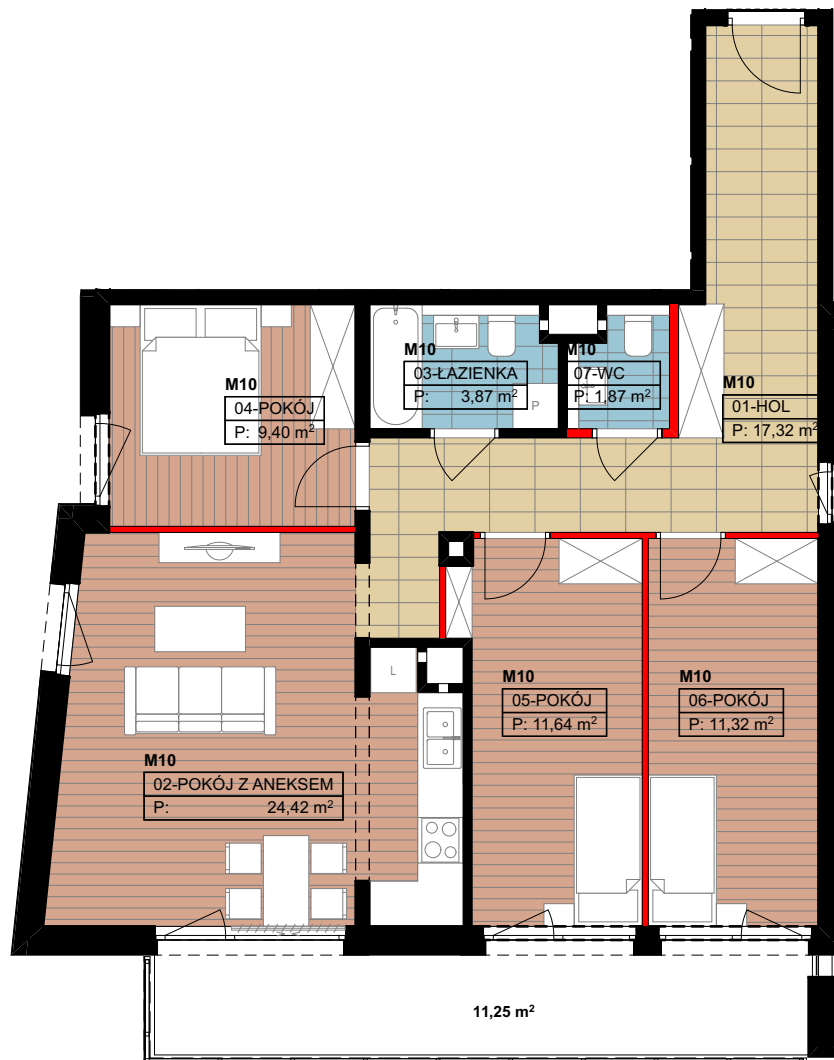 M10
03-ŁAZIENKA
P: 3,87 m²
M10
07-WC
P: 1,87 m²
M10
04-POKÓJ
P: 9,40 m²
M10
01-HOL
P: 17,32 m²
P
L
M10
05-POKÓJ
P: 11,64 m²
M10
06-POKÓJ
P: 11,32 m²
M10
02-POKÓJ Z ANEKSEM
P: 24,42 m²
11,25 m²